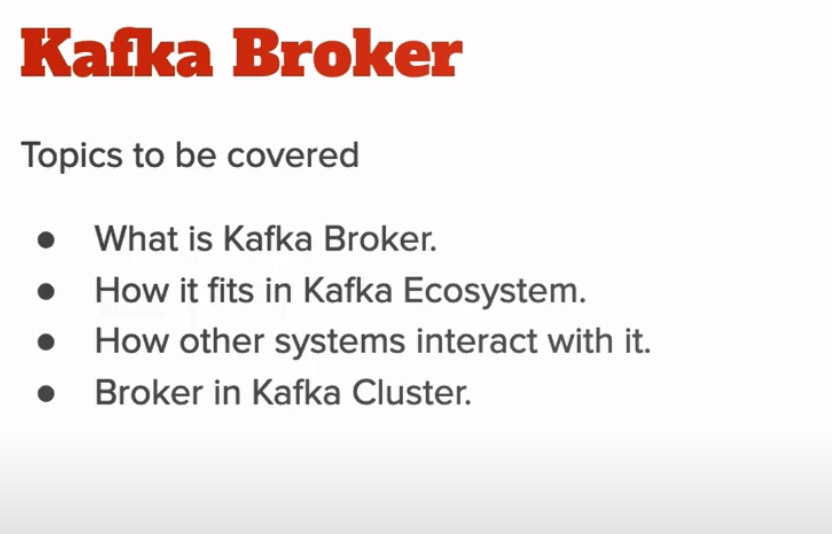 Kafka Broker
Topics to be covered
● What is Kafka Broker.
● How it fits in Kafka Ecosystem.
● How other systems interact with it.
● Broker in Kafka Cluster.